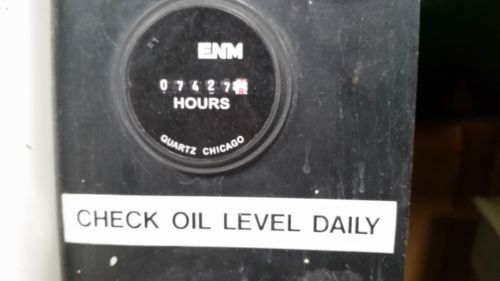 ENM
07427
HOURS
QUARTZ CHICAGO
CHECK OIL LEVEL DAILY